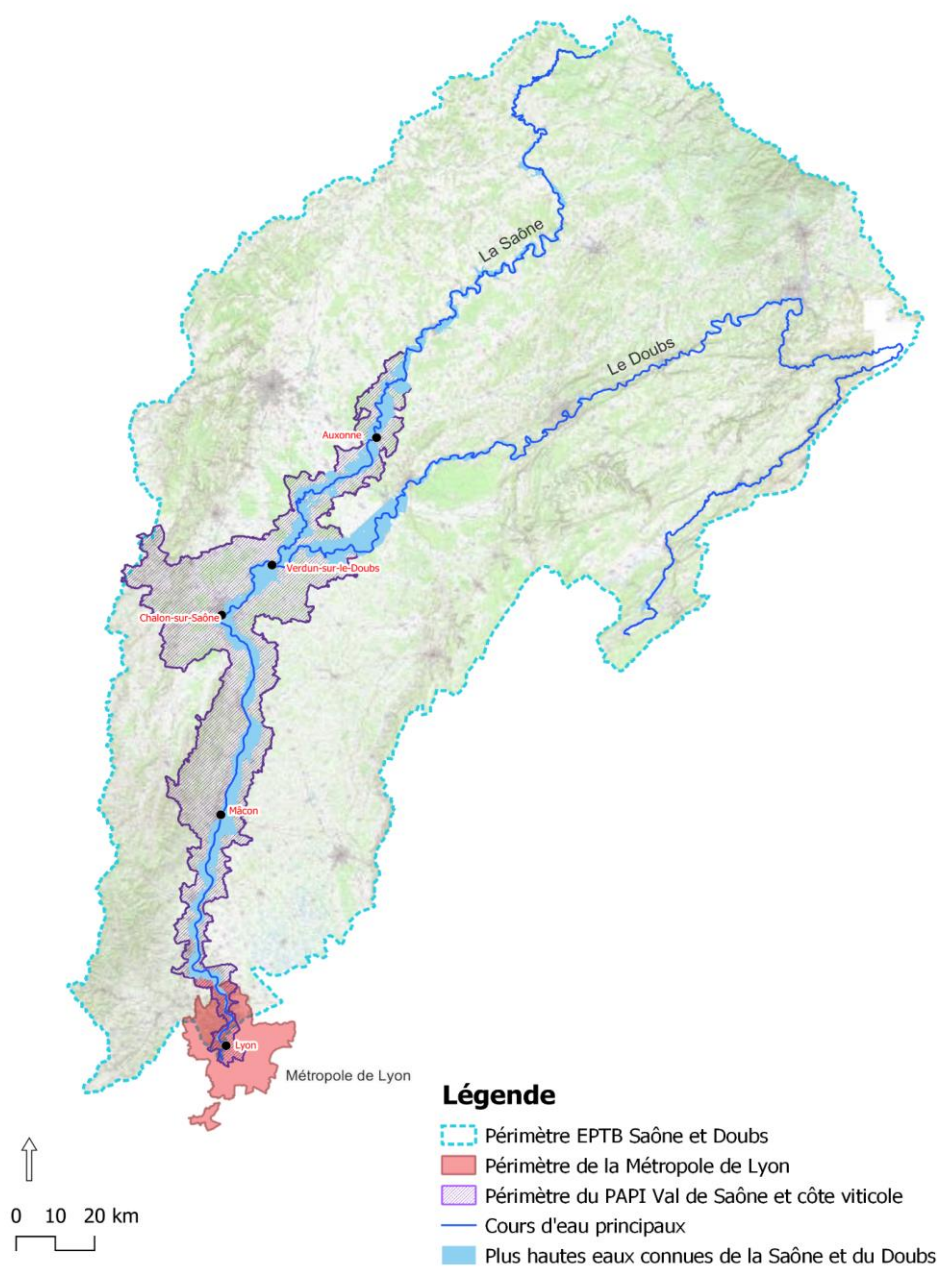 La Saône
Le Doubs
Auxonne
Verdun-sur-le-Doubs
Chalon-sur-Saône
Mâcon
Lyon
Métropole de Lyon
Légende
Périmètre EPTB Saône et Doubs
Périmètre de la Métropole de Lyon
Périmètre du PAPI Val de Saône et côte viticole
Cours d'eau principaux
Plus hautes eaux connues de la Saône et du Doubs
0 10 20 km